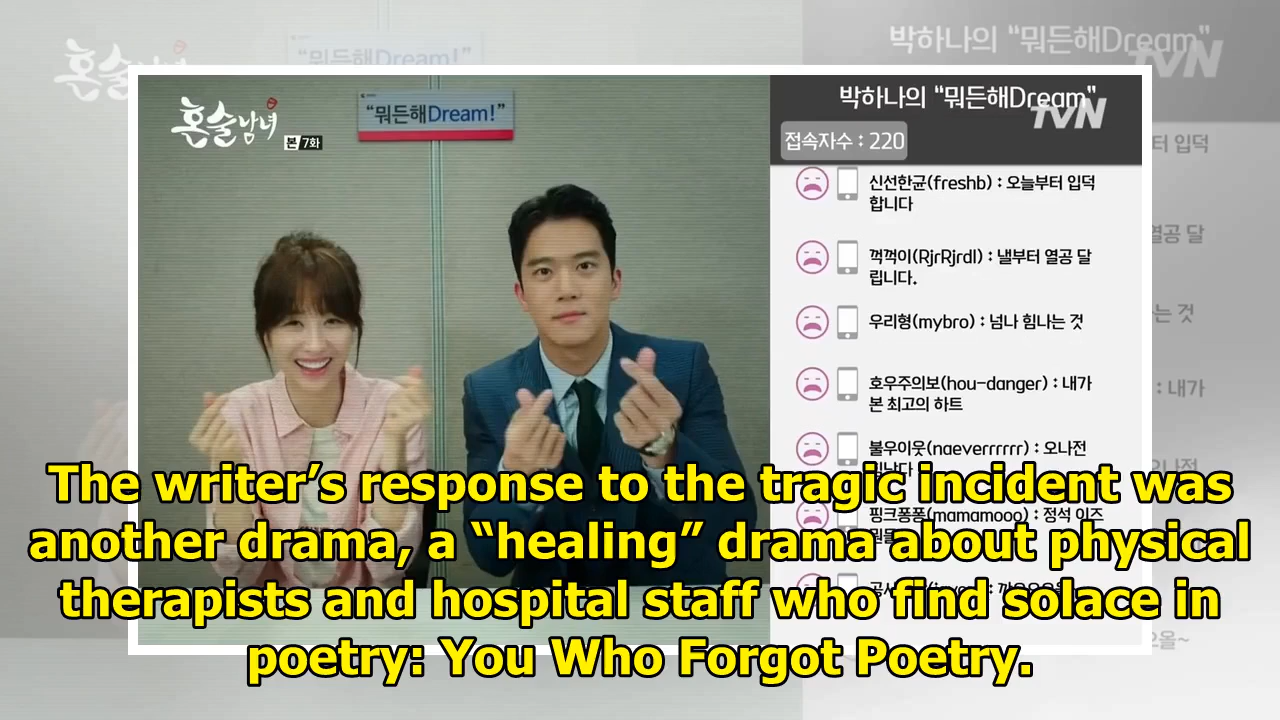 혼술남녀
본 7화
"뭐든해Dream!"
박하나의 "뭐든해Dream"
tvN
접속자수 : 220
신선한균(freshb) : 오늘부터 입덕
합니다
꺽꺽이(RjrRjrdl) : 낼부터 열공 달
립니다.
우리형(mybro) : 넘나 힘나는 것
호우주의보(hou-danger) : 내가
본 최고의 하트
불우이웃(naeverrrrrr) : 오나전
핑크퐁퐁(mamamooo) : 정석 이즈
The writer's response to the tragic incident was
another drama, a "healing" drama about physical
therapists and hospital staff who find solace in
poetry: You Who Forgot Poetry.